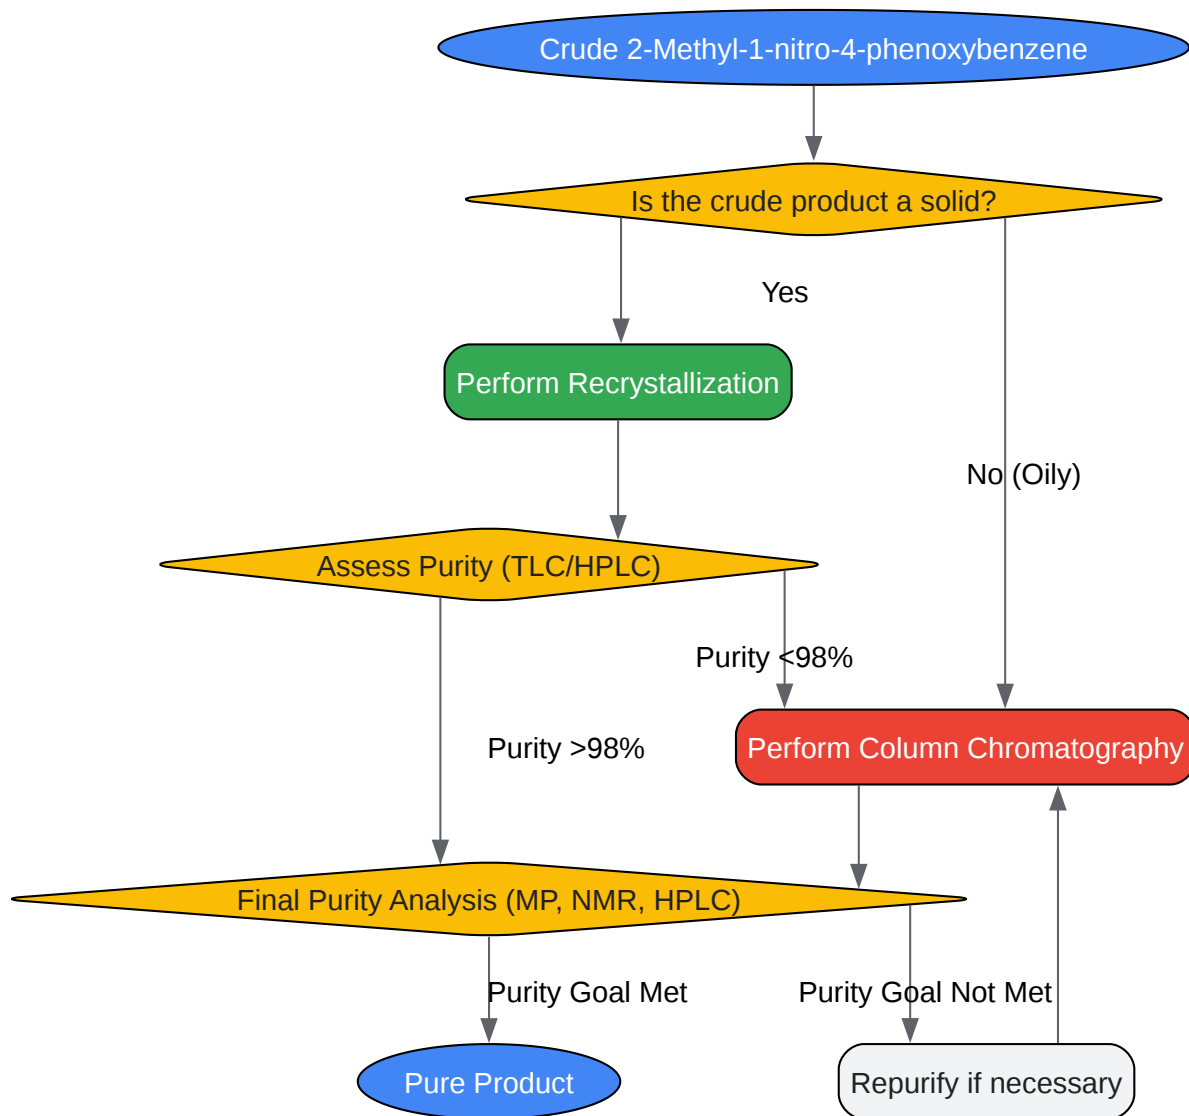 Crude 2-Methyl-1-nitro-4-phenoxybenzene
Is the crude product a solid?
Yes
Perform Recrystallization
No (Oily)
Assess Purity (TLC/HPLC)
Purity <98%
Purity >98%
Perform Column Chromatography
Final Purity Analysis (MP, NMR, HPLC)
Purity Goal Met
Purity Goal Not Met
Pure Product
Repurify if necessary